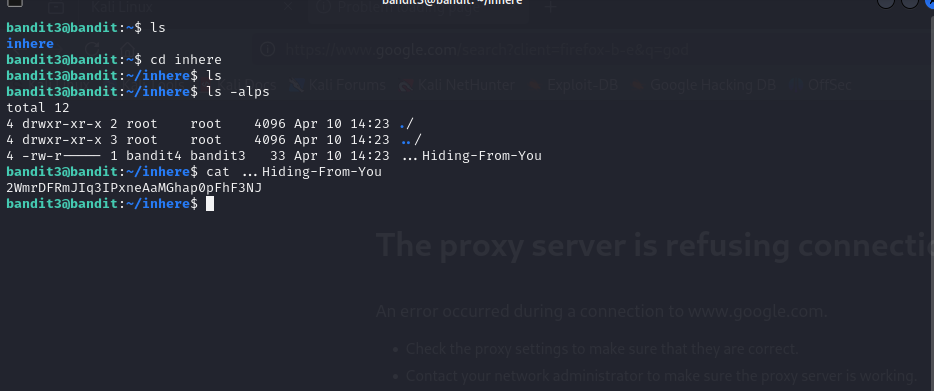 bandit3@bandit: ~/inhere
bandit3@bandit:~$ ls
inhere
bandit3@bandit:~$ cd inhere
bandit3@bandit:~/inhere$ ls
bandit3@bandit:~/inhere$ ls -alps
total 12
4 drwxr-xr-x 2 root    root    4096 Apr 10 14:23 ./
4 drwxr-xr-x 3 root    root    4096 Apr 10 14:23 ../
4 -rw-r----- 1 bandit4 bandit3   33 Apr 10 14:23 ...Hiding-From-You
bandit3@bandit:~/inhere$ cat ...Hiding-From-You
2WmrDFRmJIq3IPxneAaMGhap0pFhF3NJ
bandit3@bandit:~/inhere$
Kali Linux
Kali Docs Kali Forums Kali NetHunter Exploit-DB Google Hacking DB OffSec
The proxy server is refusing connecti
An error occurred during a connection to www.google.com.
Check the proxy settings to make sure that they are correct.
Contact your network administrator to make sure the proxy server is working.